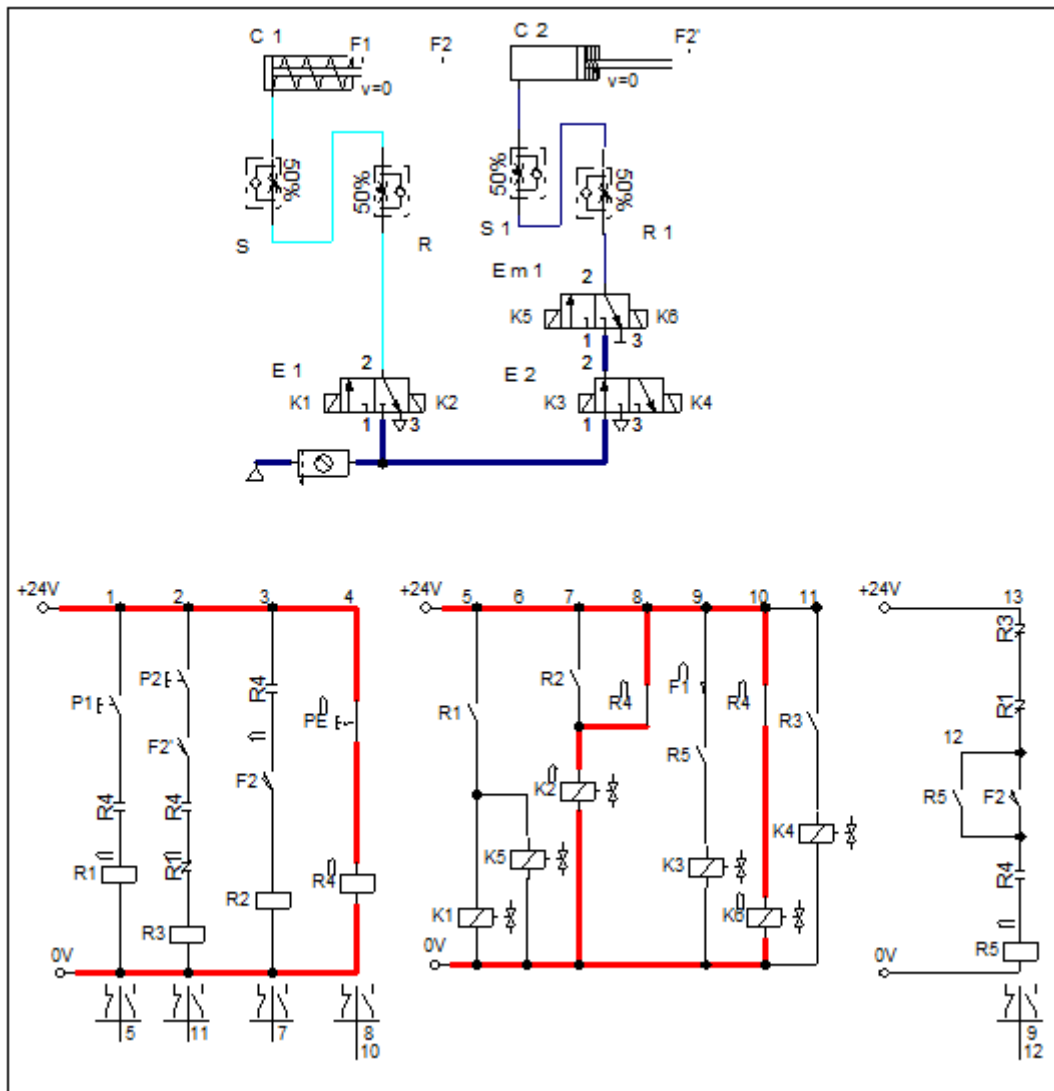 C 1 F1 F2 C 2 F2'
v=0 v=0
50% 50% 50% 50%
S R S 1 R 1
E m 1 2
K5 K6
1 3
E 1 2 E 2 2
K1 K2 K3 K4
1 3 1 3
+24V 1 2 3 4
P1 P2 R4 PE
F2' F2
R4 R4
R1 R1 R2 R4
R3
0V
5 11 7 8
10
+24V 5 6 7 8 9 10 11
R1 R2 R4 F1 R4 R3
R5
K2
K5 K3 K4
K1 K6
0V
+24V 13
R3
R1
12
R5 F2
R4
R5
0V
9
12